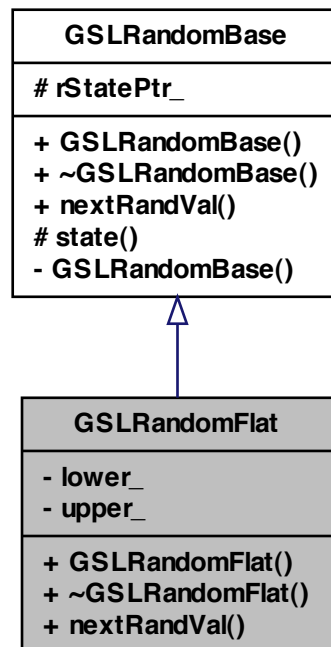 GSLRandomBase
# rStatePtr_
+ GSLRandomBase()
+ ~GSLRandomBase()
+ nextRandVal()
# state()
- GSLRandomBase()
GSLRandomFlat
- lower_
- upper_
+ GSLRandomFlat()
+ ~GSLRandomFlat()
+ nextRandVal()